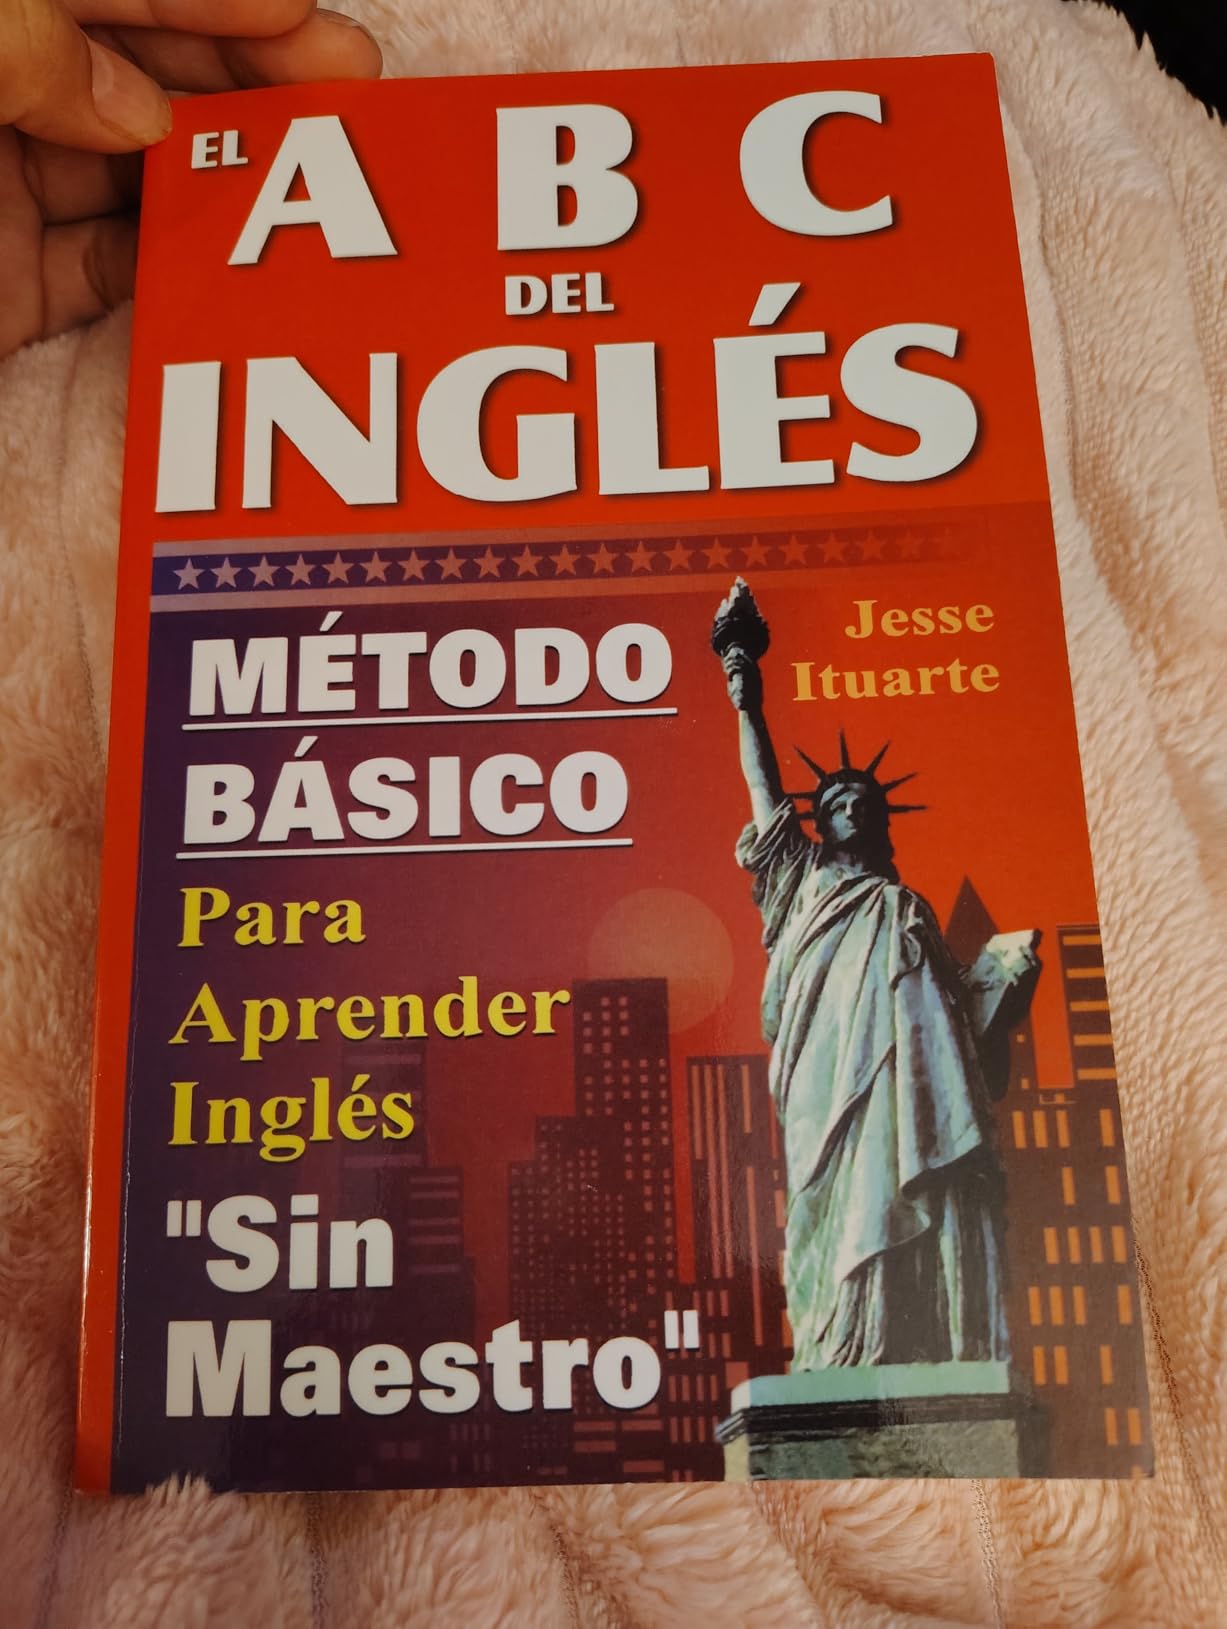 EL A B C
DEL
INGLÉS
Jesse
Ituarte
MÉTODO
BÁSICO
Para
Aprender
Inglés
"Sin
Maestro"